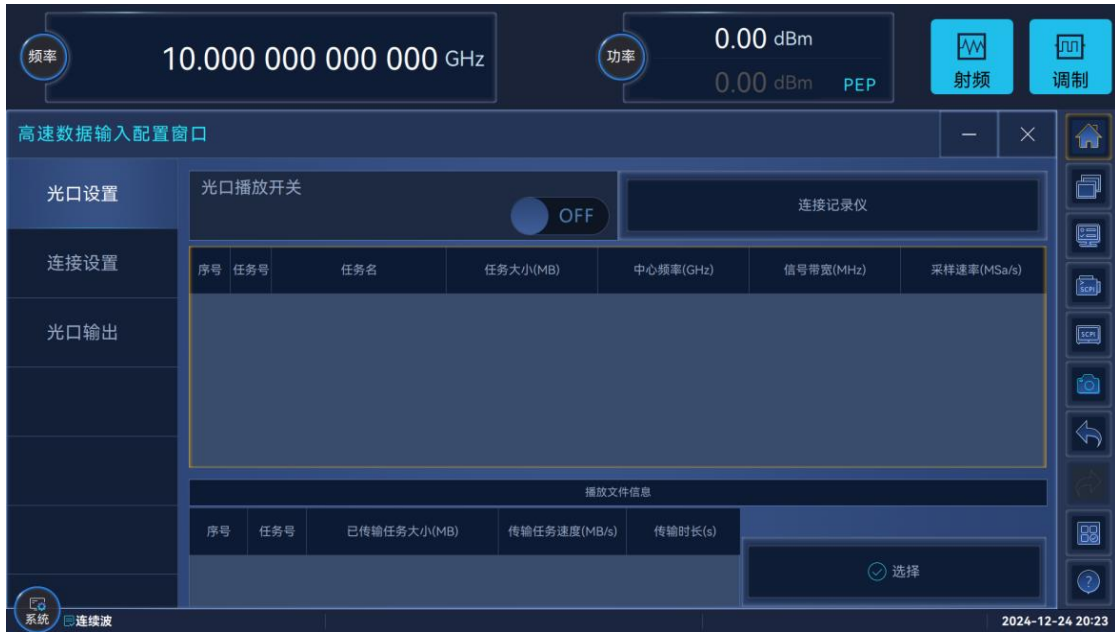 频率
10.000 000 000 000 GHz
功率
0.00 dBm
0.00 dBm PEP
射频
调制
高速数据输入配置窗口
光口设置
光口播放开关
OFF
连接记录仪
连接设置
序号 任务号 任务名 任务大小(MB) 中心频率(GHz) 信号带宽(MHz) 采样速率(MSa/s)
SCPI
光口输出
SCPI
播放文件信息
序号 任务号 已传输任务大小(MB) 传输任务速度(MB/s) 传输时长(s)
选择
系统
连续波
2024-12-24 20:23